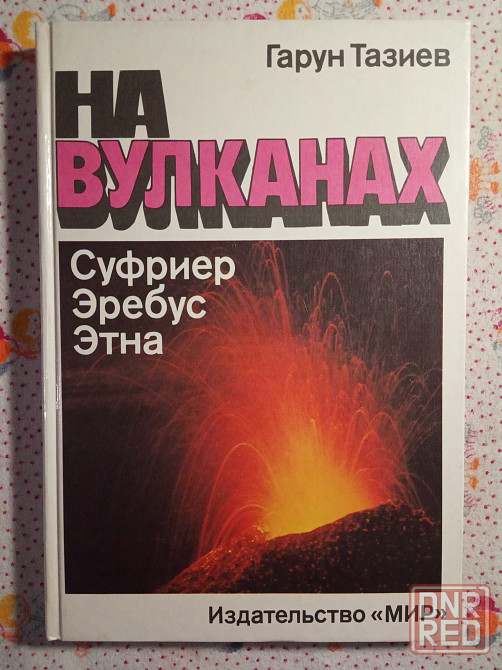 Гарун Тазиев
НА
ВУЛКАНАХ
Суфриер
Эребус
Этна
Издательство «МИР»
DNR
RED